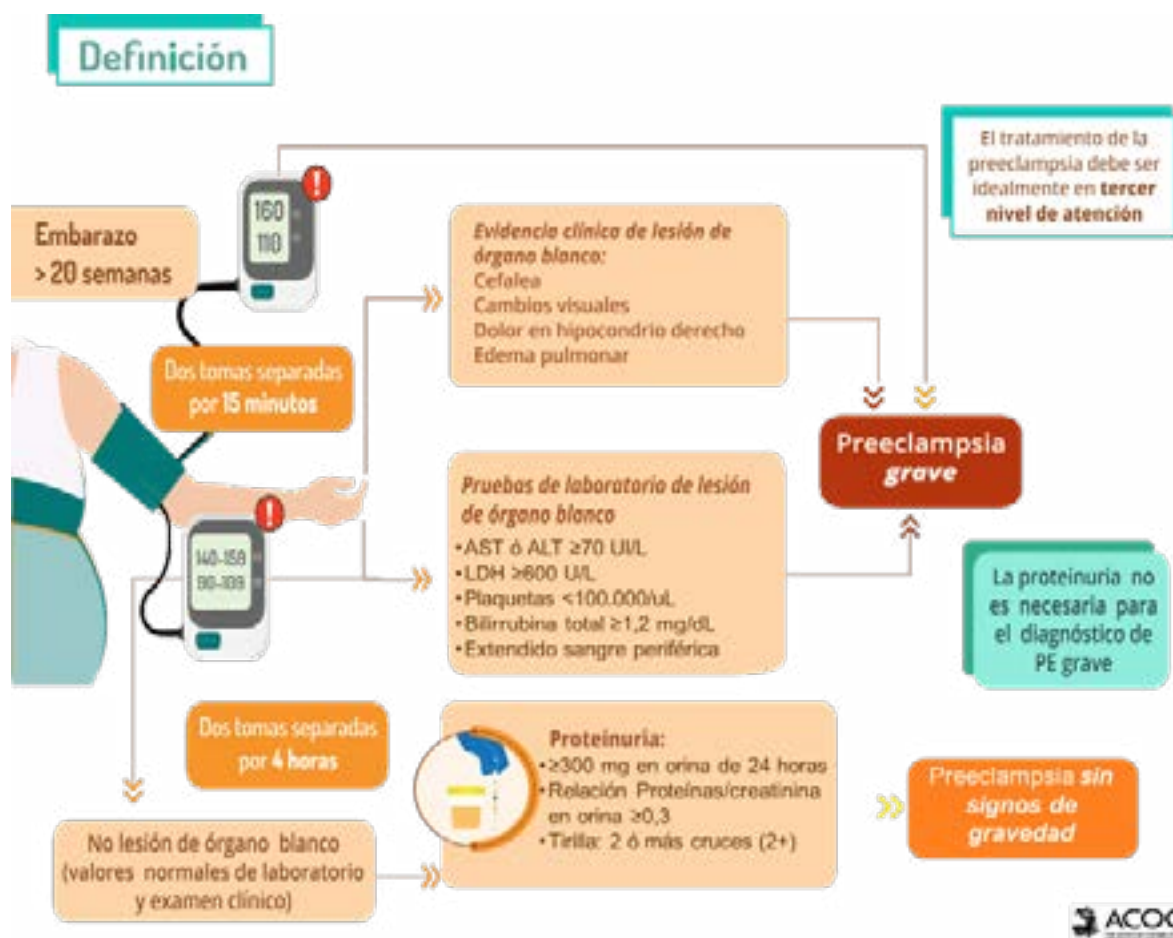 Definición
El tratamiento de la
preeclampsia debe ser
idealmente en tercer
nivel de atención
Embarazo
> 20 semanas
160
110
Dos tomas separadas
por 15 minutos
Evidencia clínica de lesión de
órgano blanco:
Cefalea
Cambios visuales
Dolor en hipocondrio derecho
Edema pulmonar
Preeclampsia
grave
140-159
90-109
Pruebas de laboratorio de lesión
de órgano blanco
•AST ó ALT ≥70 UI/L
•LDH ≥600 U/L
•Plaquetas <100.000/uL
•Bilirrubina total ≥1,2 mg/dL
•Extendido sangre periférica
La proteinuria no
es necesaria para
el diagnóstico de
PE grave
Dos tomas separadas
por 4 horas
Proteinuria:
•≥300 mg en orina de 24 horas
•Relación Proteínas/creatinina
en orina ≥0,3
•Tirilla: 2 ó más cruces (2+)
Preeclampsia sin
signos de
gravedad
No lesión de órgano blanco
(valores normales de laboratorio
y examen clínico)
ACOG